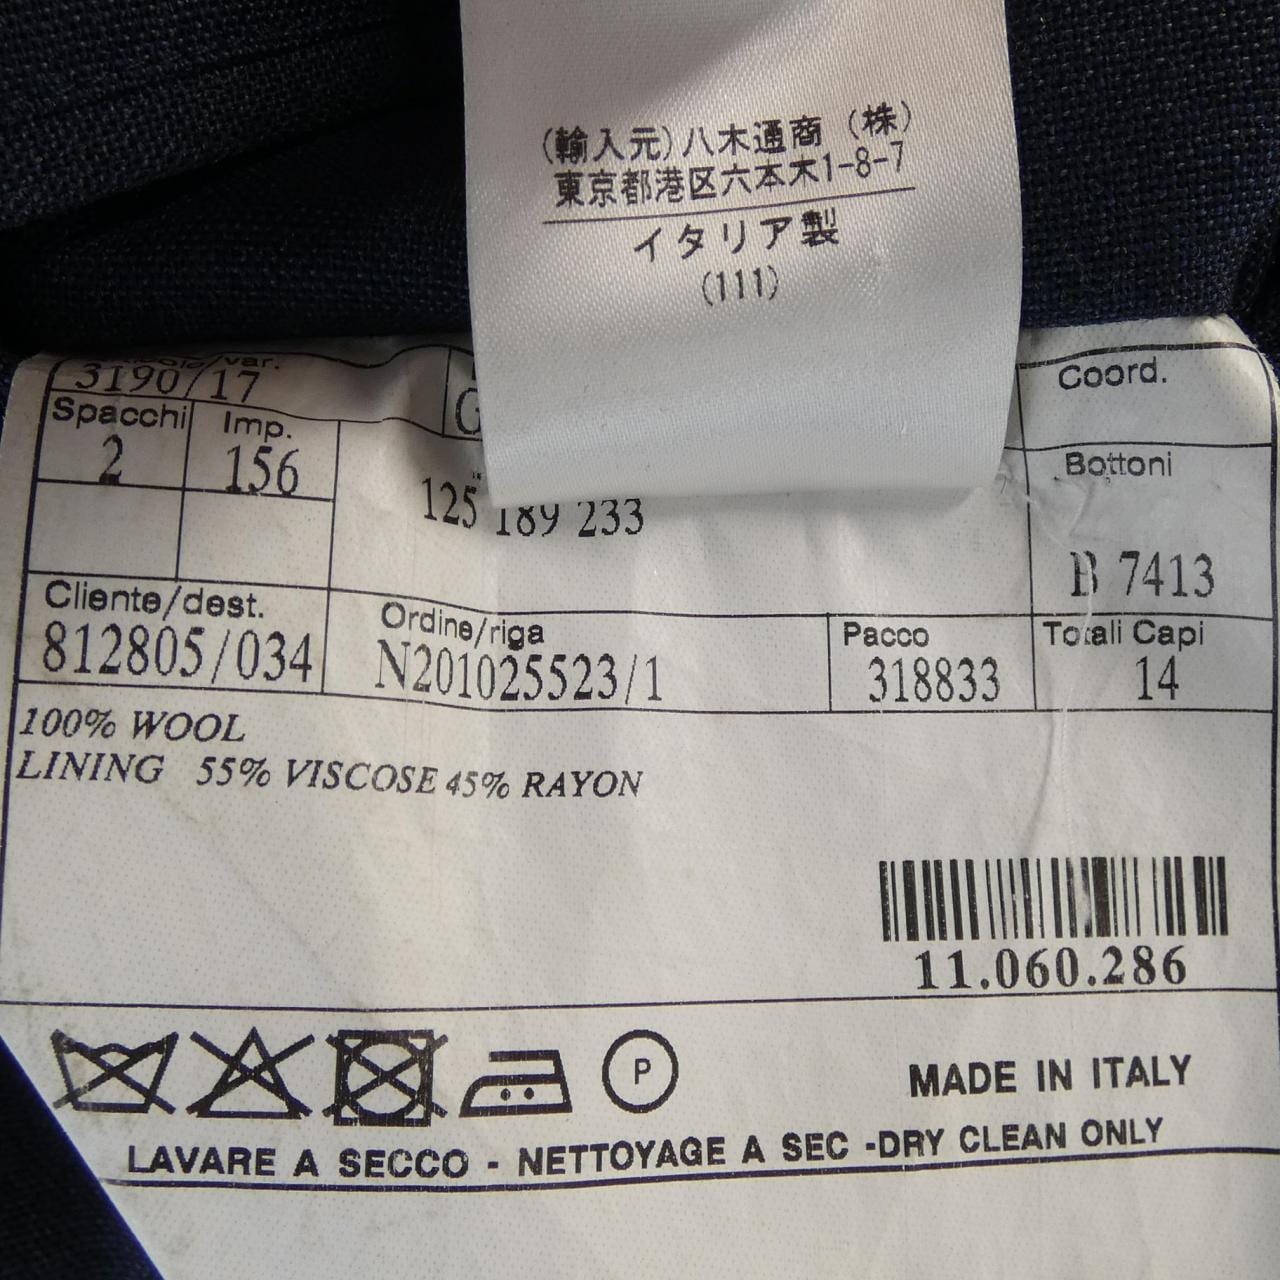 (輸入元)八木通商(株)
東京都港区六本木1-8-7
イタリア製
(111)
3190/17
Coord.
Spacchi Imp.
2 156
Bottoni
125 189 233
B 7413
Cliente/dest. Ordine/riga Pacco Totali Capi
812805/034 N201025523/1 318833 14
100% WOOL
LINING 55% VISCOSE 45% RAYON
11.060.286
P
MADE IN ITALY
LAVARE A SECCO - NETTOYAGE A SEC -DRY CLEAN ONLY